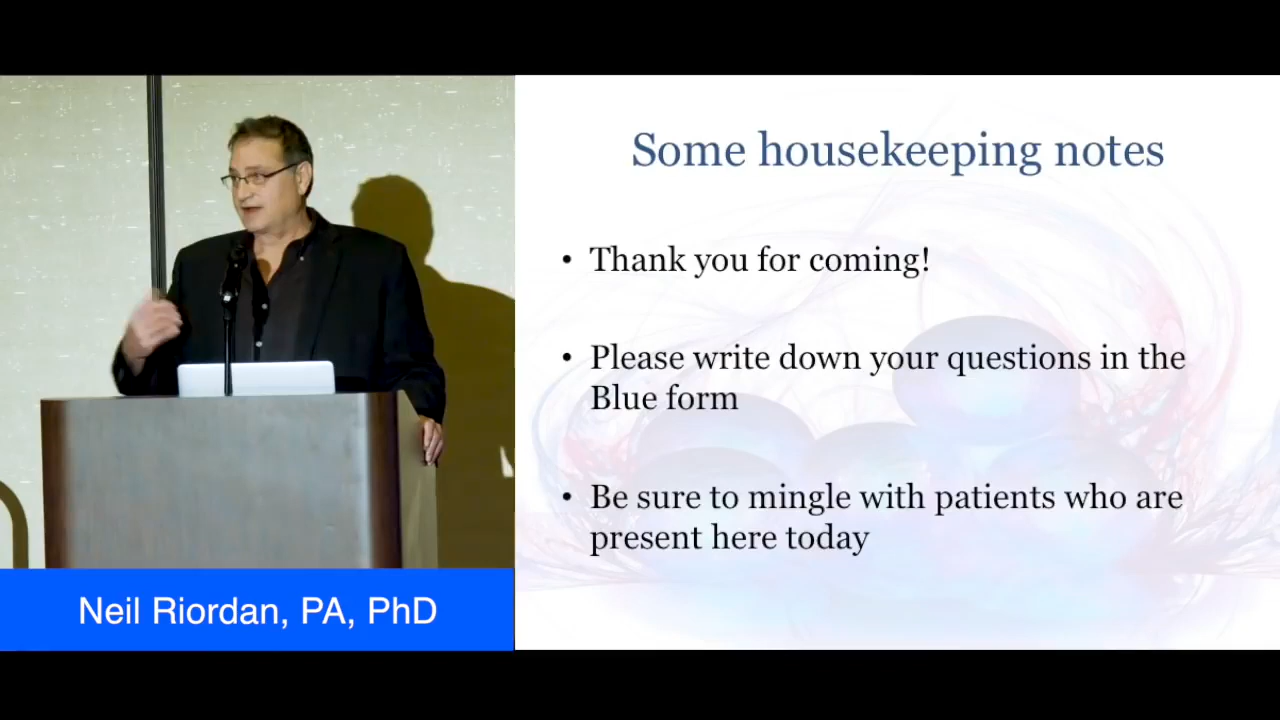 Some housekeeping notes
• Thank you for coming!
• Please write down your questions in the
Blue form
• Be sure to mingle with patients who are
present here today
Neil Riordan, PA, PhD